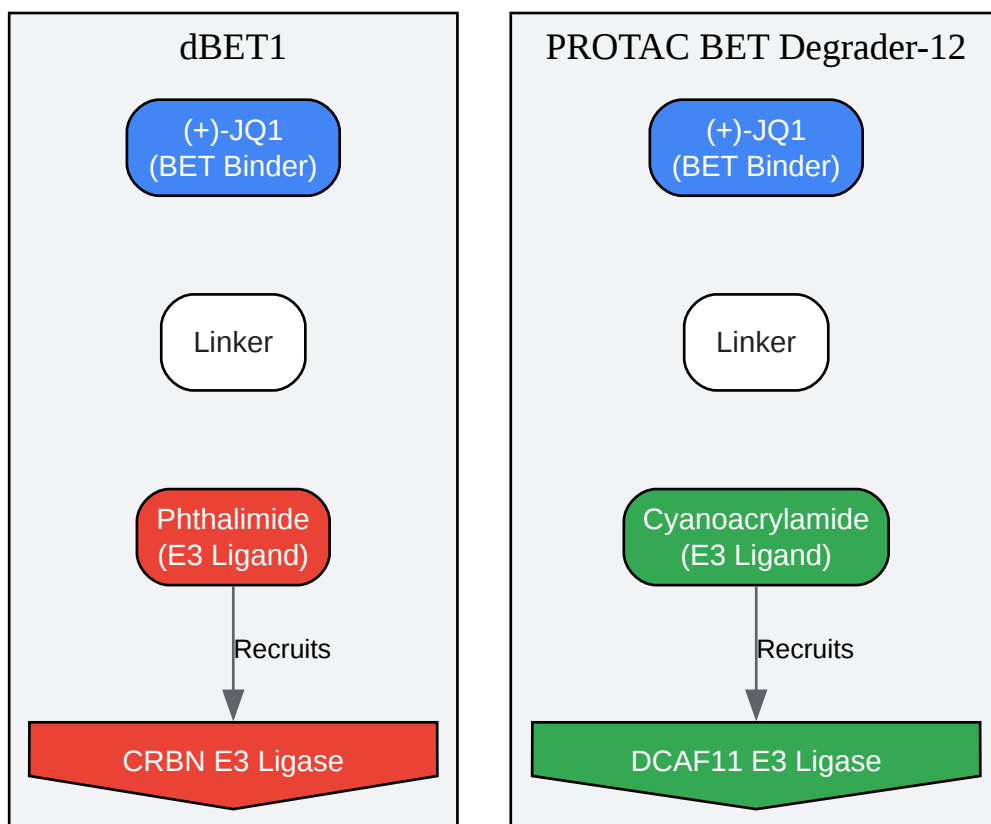 dBET1
(+)-JQ1
(BET Binder)
Linker
Phthalimide
(E3 Ligand)
Recruits
CRBN E3 Ligase
PROTAC BET Degrader-12
(+)-JQ1
(BET Binder)
Linker
Cyanoacrylamide
(E3 Ligand)
Recruits
DCAF11 E3 Ligase